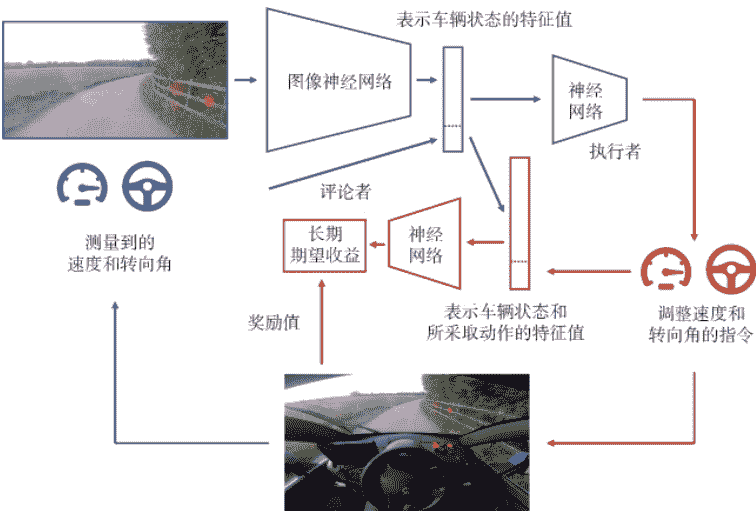 表示车辆状态的特征值
图像神经网络
神经
网络
执行者
评论者
测量到的
速度和转向角
长期
期望收益
神经
网络
奖励值
表示车辆状态和
所采取动作的特征值
调整速度和
转向角的指令